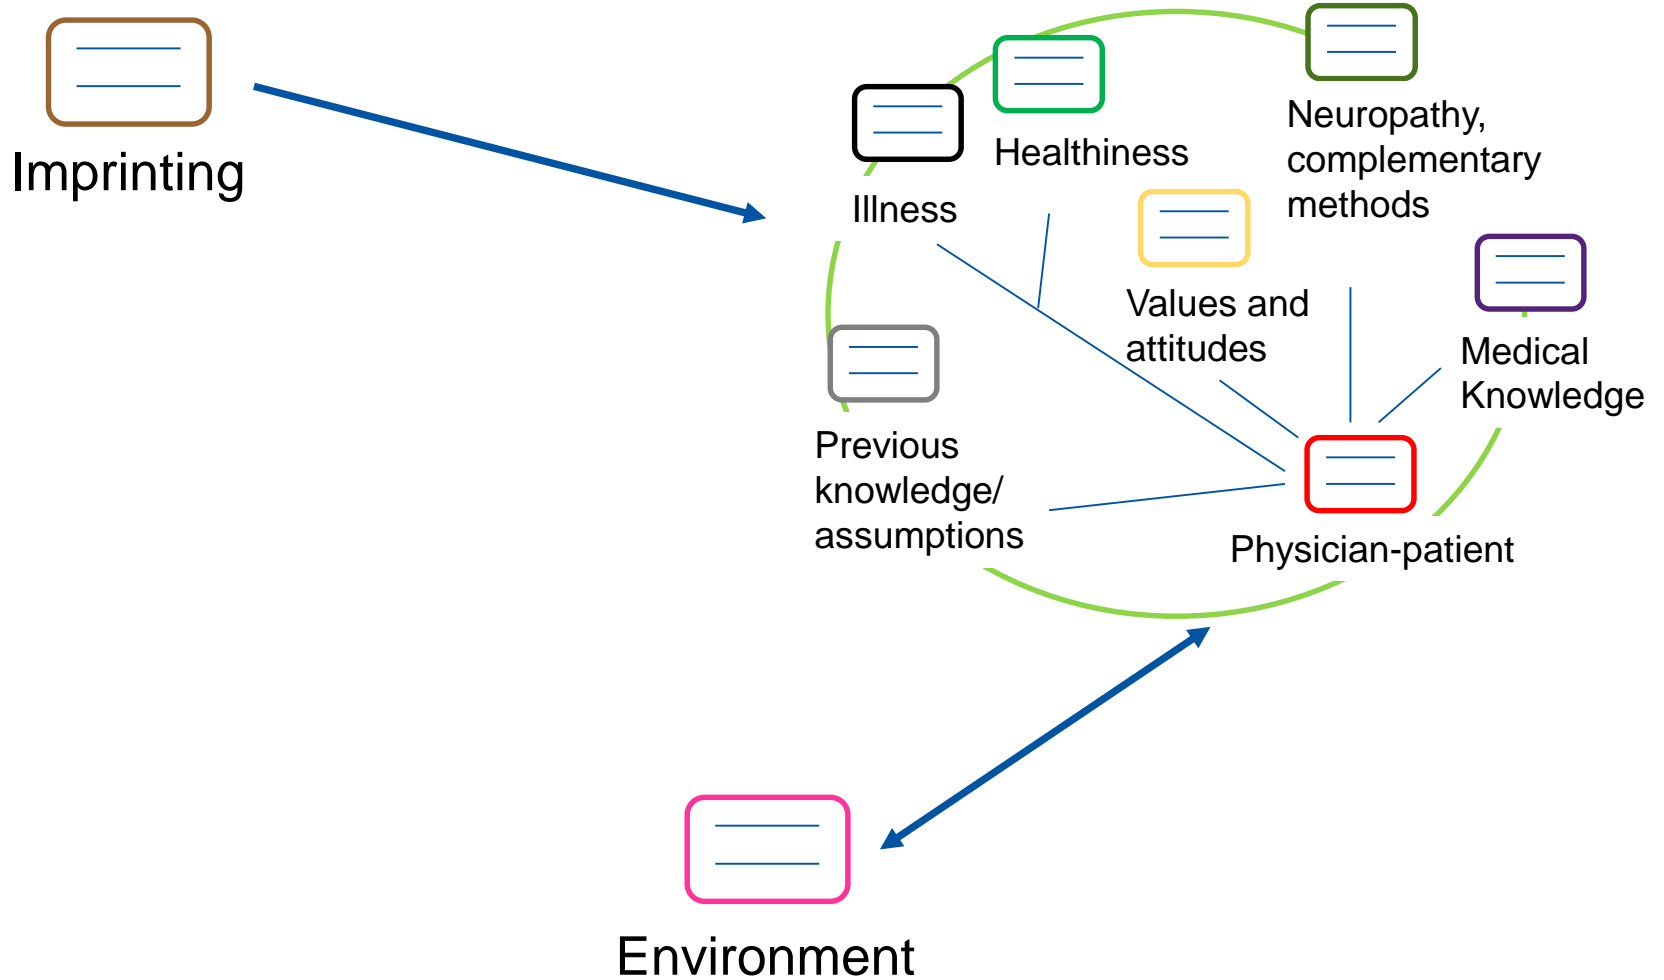 Imprinting
Illness
Healthiness
Neuropathy,
complementary
methods
Values and
attitudes
Medical
Knowledge
Previous
knowledge/
assumptions
Physician-patient
Environment